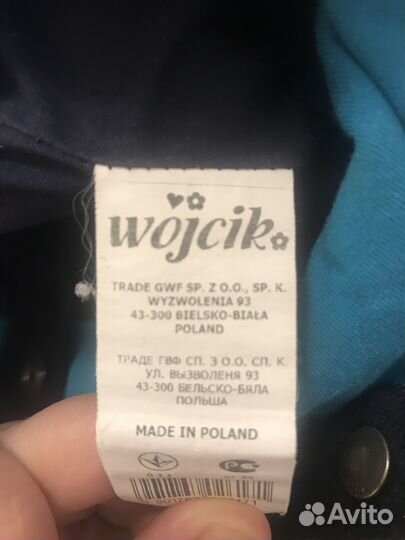 wojcik
TRADE GWF SP. Z O.O., SP. K.
WYZWOLENIA 93
43-300 BIELSKO-BIAŁA
POLAND
ТРАДЕ ГВФ СП. З О.О. СП. К.
УЛ. ВЫЗВОЛЕНЯ 93
43-300 БЕЛЬСКО-БЯЛА
ПОЛЬША
MADE IN POLAND
Avito